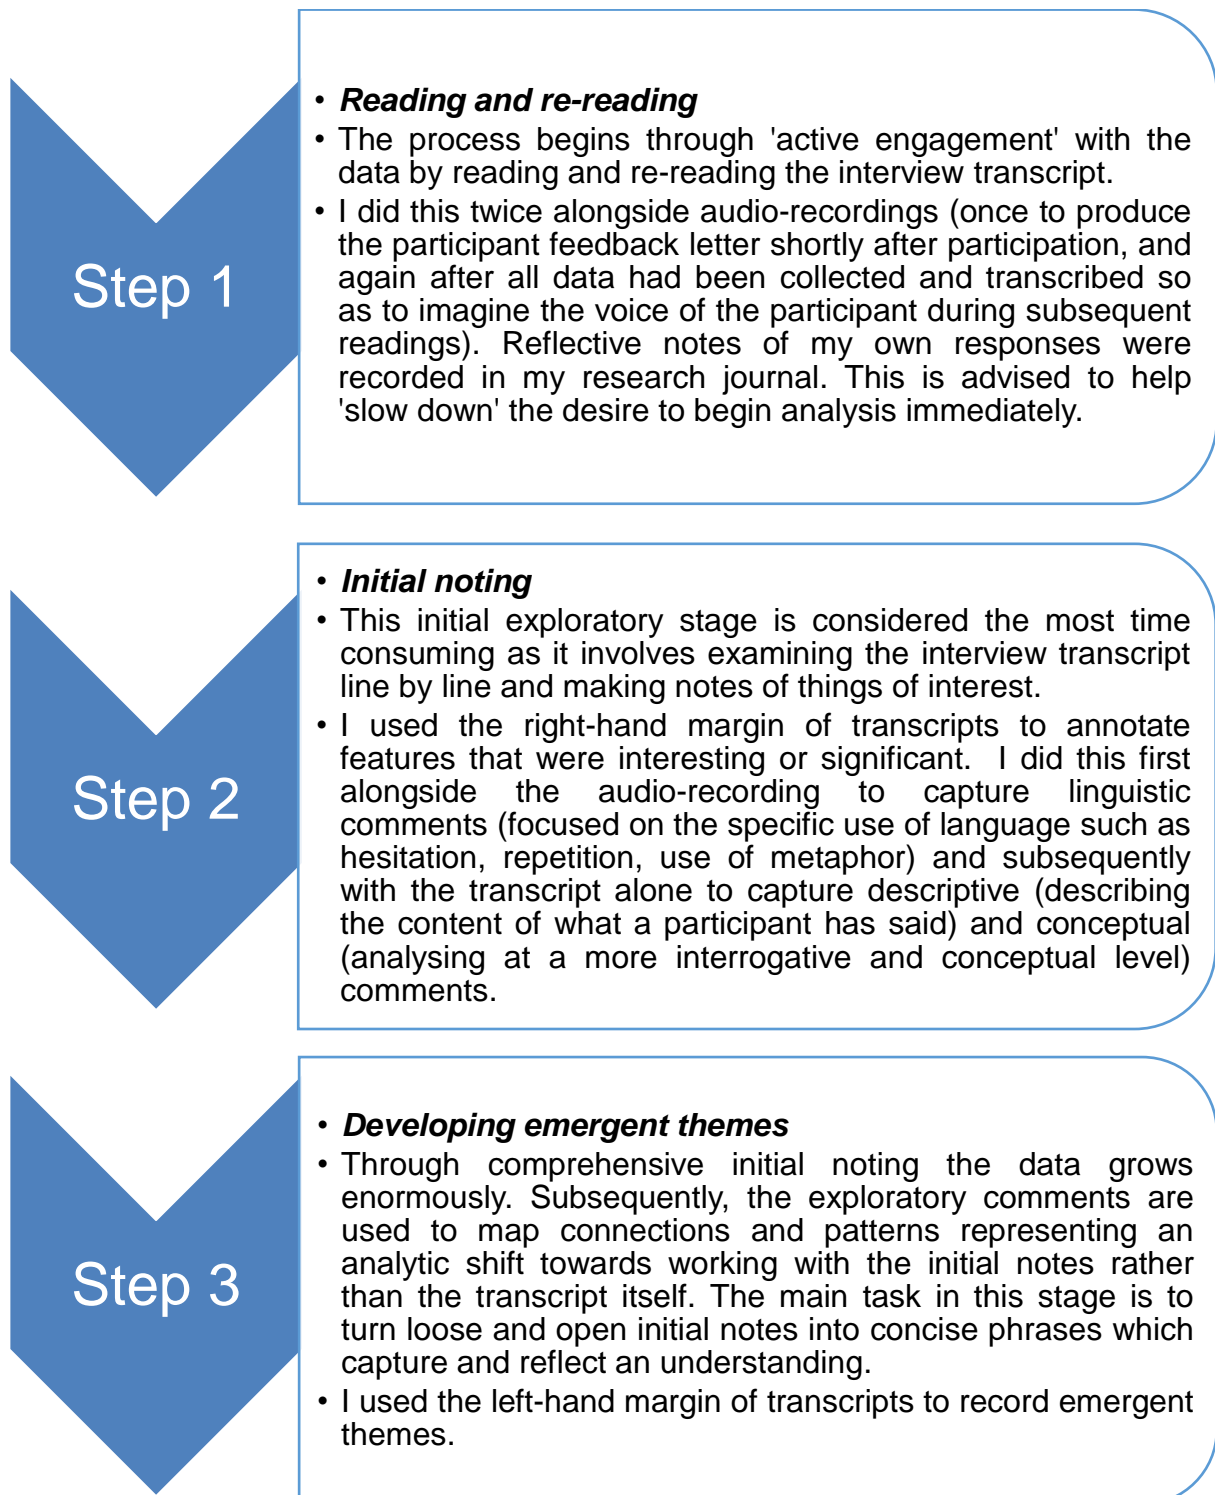 Step 1
• Reading and re-reading
• The process begins through 'active engagement' with the
data by reading and re-reading the interview transcript.
• I did this twice alongside audio-recordings (once to produce
the participant feedback letter shortly after participation, and
again after all data had been collected and transcribed so
as to imagine the voice of the participant during subsequent
readings). Reflective notes of my own responses were
recorded in my research journal. This is advised to help
'slow down' the desire to begin analysis immediately.
Step 2
• Initial noting
• This initial exploratory stage is considered the most time
consuming as it involves examining the interview transcript
line by line and making notes of things of interest.
• I used the right-hand margin of transcripts to annotate
features that were interesting or significant. I did this first
alongside the audio-recording to capture linguistic
comments (focused on the specific use of language such as
hesitation, repetition, use of metaphor) and subsequently
with the transcript alone to capture descriptive (describing
the content of what a participant has said) and conceptual
(analysing at a more interrogative and conceptual level)
comments.
Step 3
• Developing emergent themes
• Through comprehensive initial noting the data grows
enormously. Subsequently, the exploratory comments are
used to map connections and patterns representing an
analytic shift towards working with the initial notes rather
than the transcript itself. The main task in this stage is to
turn loose and open initial notes into concise phrases which
capture and reflect an understanding.
• I used the left-hand margin of transcripts to record emergent
themes.